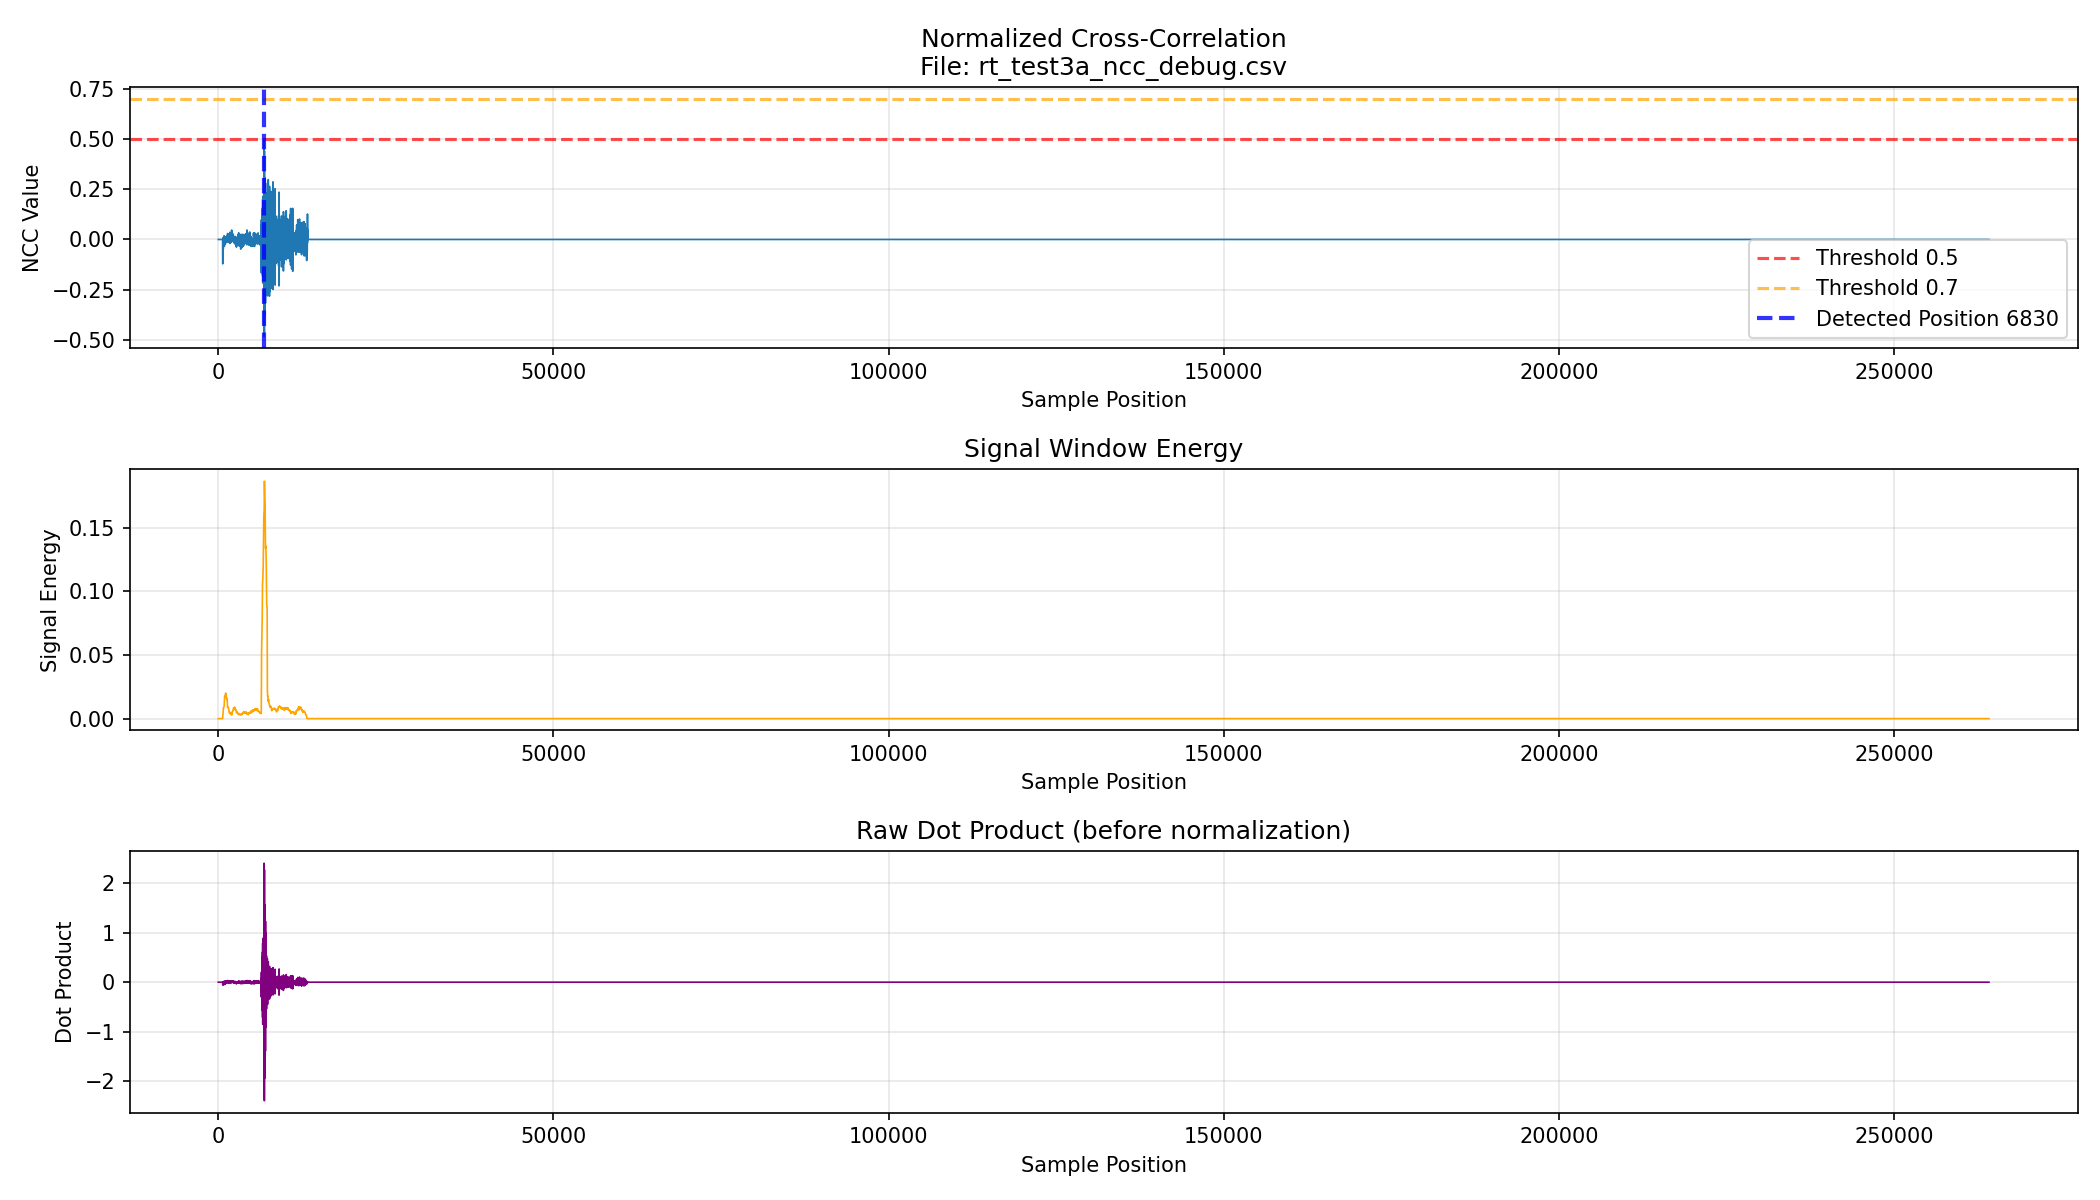 Normalized Cross-Correlation
File: rt_test3a_ncc_debug.csv
0.75
0.50
0.25
0.00
−0.25
−0.50
NCC Value
Threshold 0.5
Threshold 0.7
Detected Position 6830
0 50000 100000 150000 200000 250000
Sample Position
Signal Window Energy
0.15
0.10
0.05
0.00
Signal Energy
0 50000 100000 150000 200000 250000
Sample Position
Raw Dot Product (before normalization)
2
1
0
−1
−2
Dot Product
0 50000 100000 150000 200000 250000
Sample Position